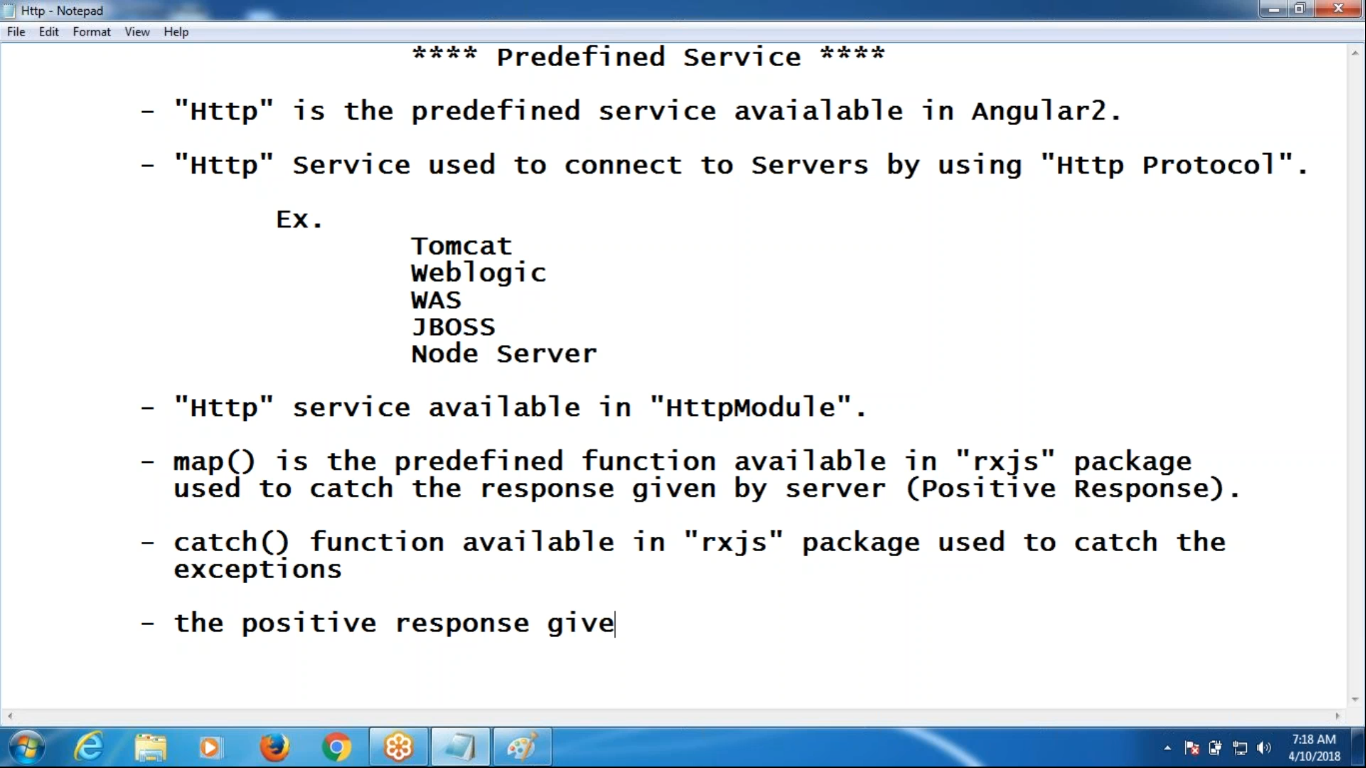 Http - Notepad
File Edit Format View Help
**** Predefined Service ****
- "Http" is the predefined service avaialable in Angular2.
- "Http" Service used to connect to Servers by using "Http Protocol".
Ex.
Tomcat
Weblogic
WAS
JBOSS
Node Server
- "Http" service available in "HttpModule".
- map() is the predefined function available in "rxjs" package
used to catch the response given by server (Positive Response).
- catch() function available in "rxjs" package used to catch the
exceptions
- the positive response give
7:18 AM
4/10/2018